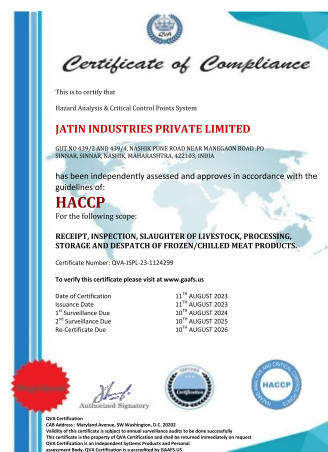 QVA
Certificate of Compliance
This is to certify that
Hazard Analysis & Critical Control Points System
JATIN INDUSTRIES PRIVATE LIMITED
GUT NO 439/2 AND 439/4, NASHIK PUNE ROAD NEAR MANEGAON ROAD ,PO
SINNAR, SINNAR, NASHIK, MAHARASHTRA, 422103, INDIA
has been independently assessed and approves in accordance with the
guidelines of:
HACCP
For the following scope:
RECEIPT, INSPECTION, SLAUGHTER OF LIVESTOCK, PROCESSING,
STORAGE AND DESPATCH OF FROZEN/CHILLED MEAT PRODUCTS.
Certificate Number: QVA-JSPL-23-1124299
To verify this certificate please visit at www.gaafs.us
Date of Certification 11TH AUGUST 2023
Issuance Date 11TH AUGUST 2023
1st Surveillance Due 10TH AUGUST 2024
2nd Surveillance Due 10TH AUGUST 2025
Re-Certificate Due 10TH AUGUST 2026
Registered
Authorized Signatory
HACCP
QVA Certification
CAB Address : Maryland Avenue, SW Washington, D.C. 20202
Validity of this certificate is subject to annual surveillance audits to be done successfully
This certificate is the property of QVA Certification and shall be returned immediately on request
QVA Certification is an independent Systems Products and Personal
assessment Body, QVA Certification is a accredited by GAAFS.US